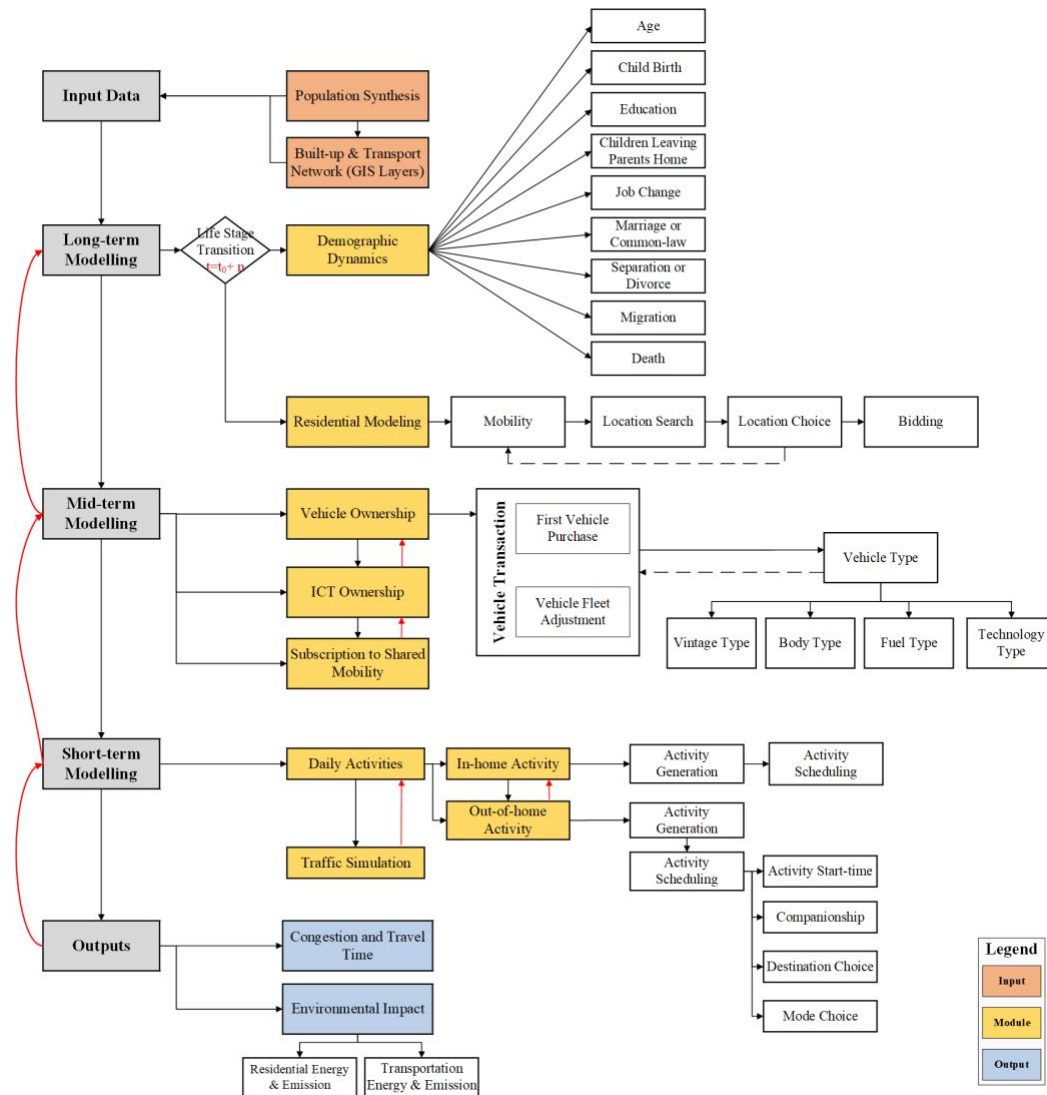 Age
Child Birth
Input Data
Population Synthesis
Education
Built-up & Transport
Network (GIS Layers)
Children Leaving
Parents Home
Job Change
Long-term
Modelling
Life Stage
Transition
t=t₀+ n
Demographic
Dynamics
Marriage or
Common-law
Separation or
Divorce
Migration
Death
Residential Modeling
Mobility
Location Search
Location Choice
Bidding
Mid-term
Modelling
Vehicle Ownership
Vehicle Transaction
First Vehicle
Purchase
Vehicle Type
ICT Ownership
Vehicle Fleet
Adjustment
Subscription to Shared
Mobility
Vintage Type
Body Type
Fuel Type
Technology
Type
Short-term
Modelling
Daily Activities
In-home Activity
Activity
Generation
Activity
Scheduling
Out-of-home
Activity
Activity
Generation
Traffic Simulation
Activity
Scheduling
Activity Start-time
Companionship
Destination Choice
Mode Choice
Outputs
Congestion and Travel
Time
Environmental Impact
Residential Energy
& Emission
Transportation
Energy & Emission
Legend
Input
Module
Output